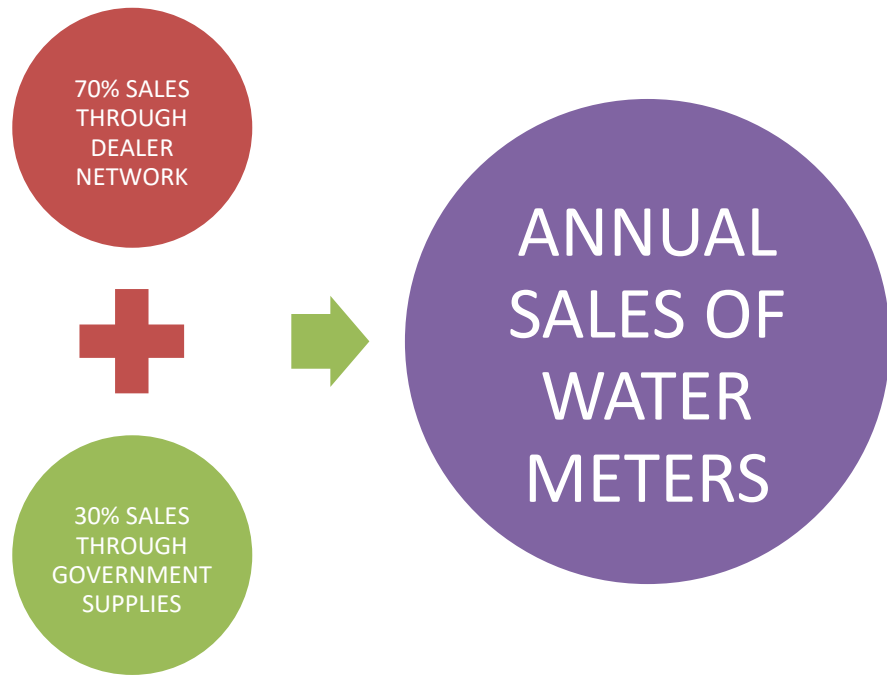 70% SALES
THROUGH
DEALER
NETWORK
30% SALES
THROUGH
GOVERNMENT
SUPPLIES
ANNUAL
SALES OF
WATER
METERS